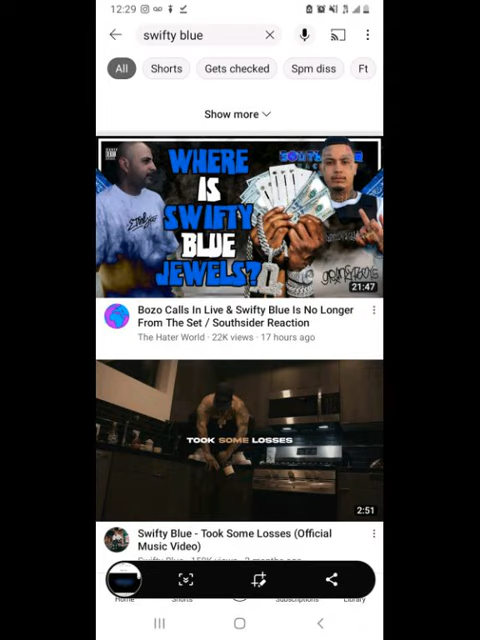 12:29
swifty blue
All
Shorts
Gets checked
Spm diss
Ft
Show more
WHERE
IS
SWIFTY
BLUE
JEWELS?
21:47
Bozo Calls In Live & Swifty Blue Is No Longer
From The Set / Southsider Reaction
The Hater World · 22K views · 17 hours ago
TOOK SOME LOSSES
2:51
Swifty Blue - Took Some Losses (Official
Music Video)
Home
Shorts
Subscriptions
Library